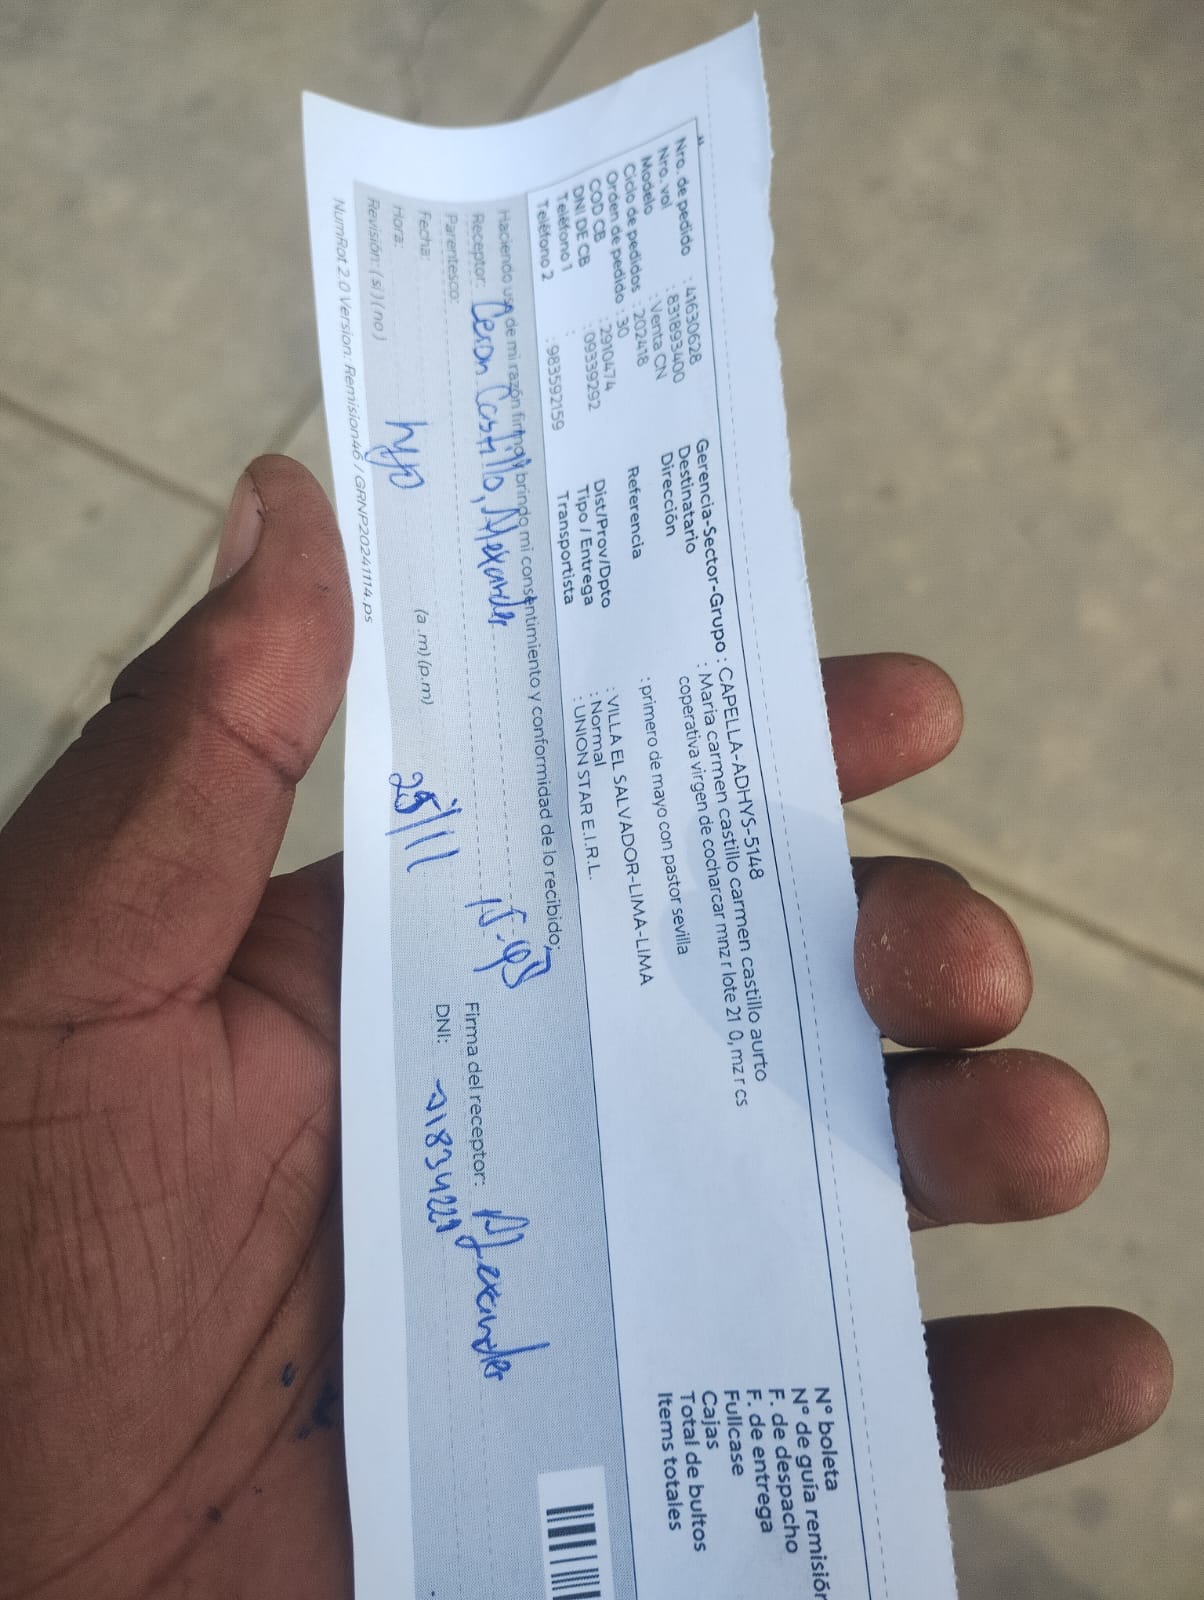 Nro. de pedido : 41630628
Nro. vol : 831893400
Modelo : Venta CN
Ciclo de pedidos : 202418
Orden de pedido : 30
COD CB : 2910474
DNI DE CB : 09339292
Teléfono 1 :
Teléfono 2 : 983592159
Gerencia-Sector-Grupo : CAPELLA-ADHYS-5148
Destinatario : Maria carmen castillo carmen castillo aurto
Dirección coperativa virgen de cocharcar mnz r lote 21 0, mz r cs
Referencia : primero de mayo con pastor sevilla
Dist/Prov/Dpto : VILLA EL SALVADOR-LIMA-LIMA
Tipo / Entrega : Normal
Transportista : UNION STAR E.I.R.L.
N° boleta
N° de guía remisión
F. de despacho
F. de entrega
Fullcase
Cajas
Total de bultos
Items totales
Haciendo uso de mi razón firmo y brindo mi consentimiento y conformidad de lo recibido:
Receptor: Ceron Castillo, Alexander
Firma del receptor: Alexander
Parentesco: hijo
DNI: 71834229
Fecha: 25/11
Hora: (a .m) (p.m) 15:45
Revisión: (si) (no)
NumRot 2.0 Version: Remision46 / GRNP20241114.ps